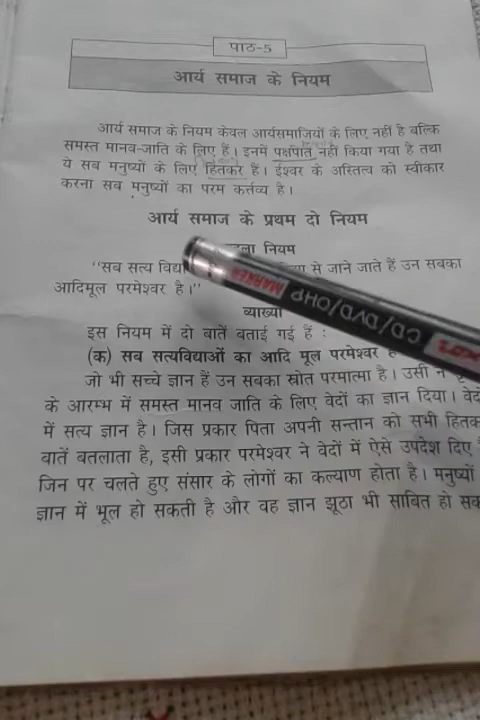 पाठ-5
आर्य समाज के नियम
आर्य समाज के नियम केवल आर्यसमाजियों के लिए नहीं है बल्कि
समस्त मानव-जाति के लिए हैं। इनमें पक्षपात नहीं किया गया है तथा
ये सब मनुष्यों के लिए हितकर हैं। ईश्वर के अस्तित्व को स्वीकार
करना सब मनुष्यों का परम कर्त्तव्य है।
आर्य समाज के प्रथम दो नियम
नियम
"सब सत्य से जाने जाते हैं उन सबका
आदिमूल परमेश्वर है।"
CD/DVD/OHP MARKER
व्याख्या
इस नियम में दो बातें बताई गई हैं :
(क) सब सत्यविद्याओं का आदि मूल परमेश्वर
जो भी सच्चे ज्ञान हैं उन सबका स्रोत परमात्मा है। उसी ने
के आरम्भ में समस्त मानव जाति के लिए वेदों का ज्ञान दिया।
में सत्य ज्ञान है। जिस प्रकार पिता अपनी सन्तान को सभी
बातें बतलाता है, इसी प्रकार परमेश्वर ने वेदों में ऐसे उपदेश दिए
जिन पर चलते हुए संसार के लोगों का कल्याण होता है। मनुष्यों
ज्ञान में भूल हो सकती है और वह ज्ञान झूठा भी साबित हो